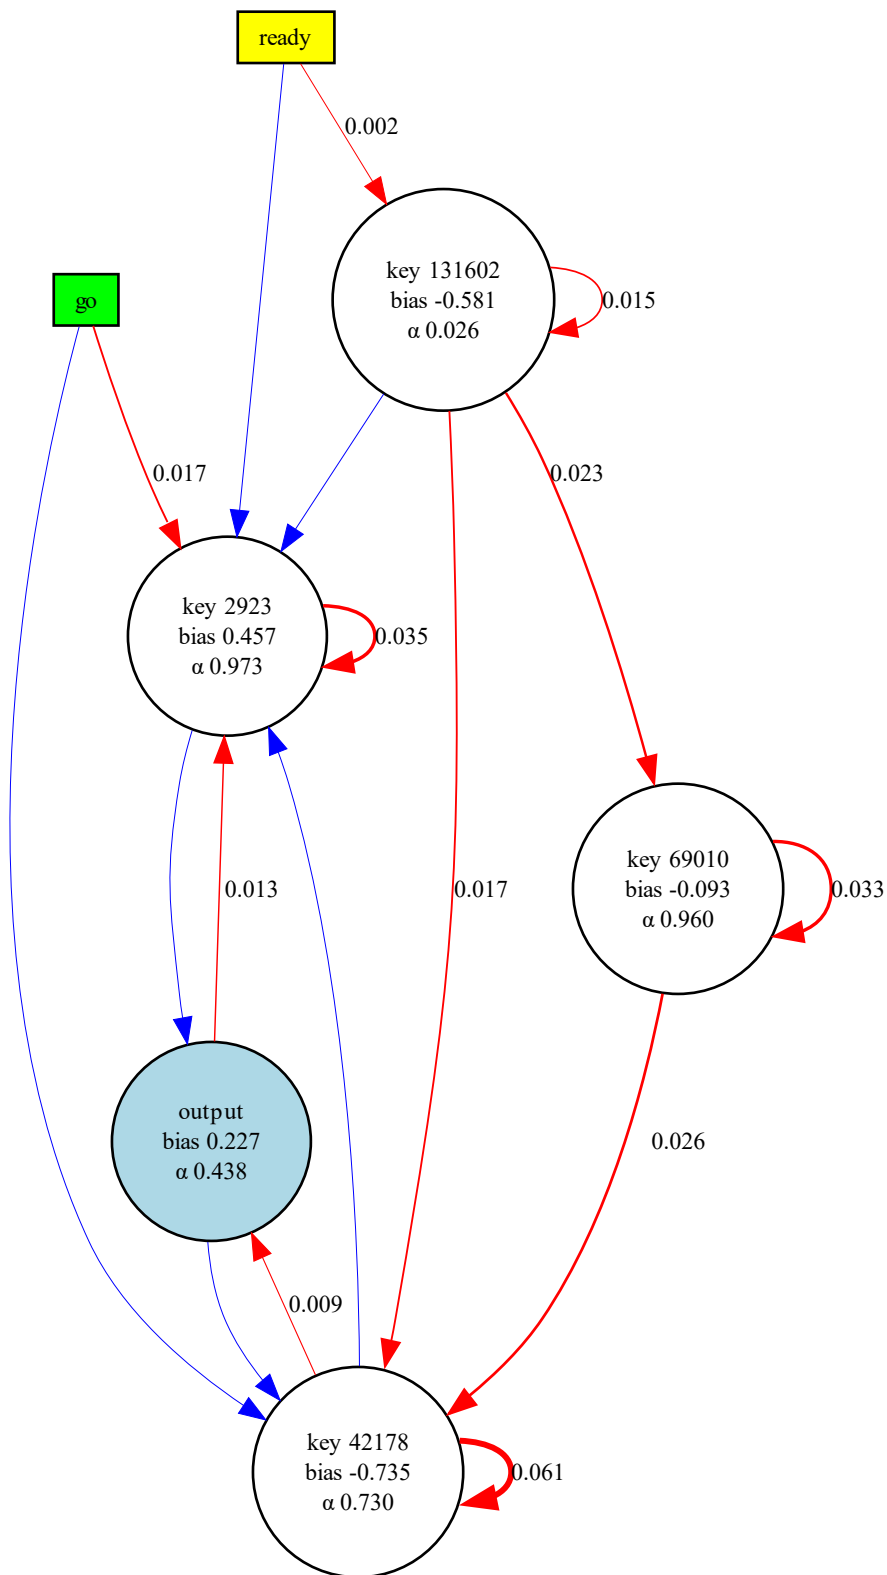 ready
0.002
key 131602
bias -0.581
α 0.026
0.015
go
0.017
0.023
key 2923
bias 0.457
α 0.973
0.035
key 69010
bias -0.093
α 0.960
0.033
0.013
0.017
output
bias 0.227
α 0.438
0.026
0.009
key 42178
bias -0.735
α 0.730
0.061